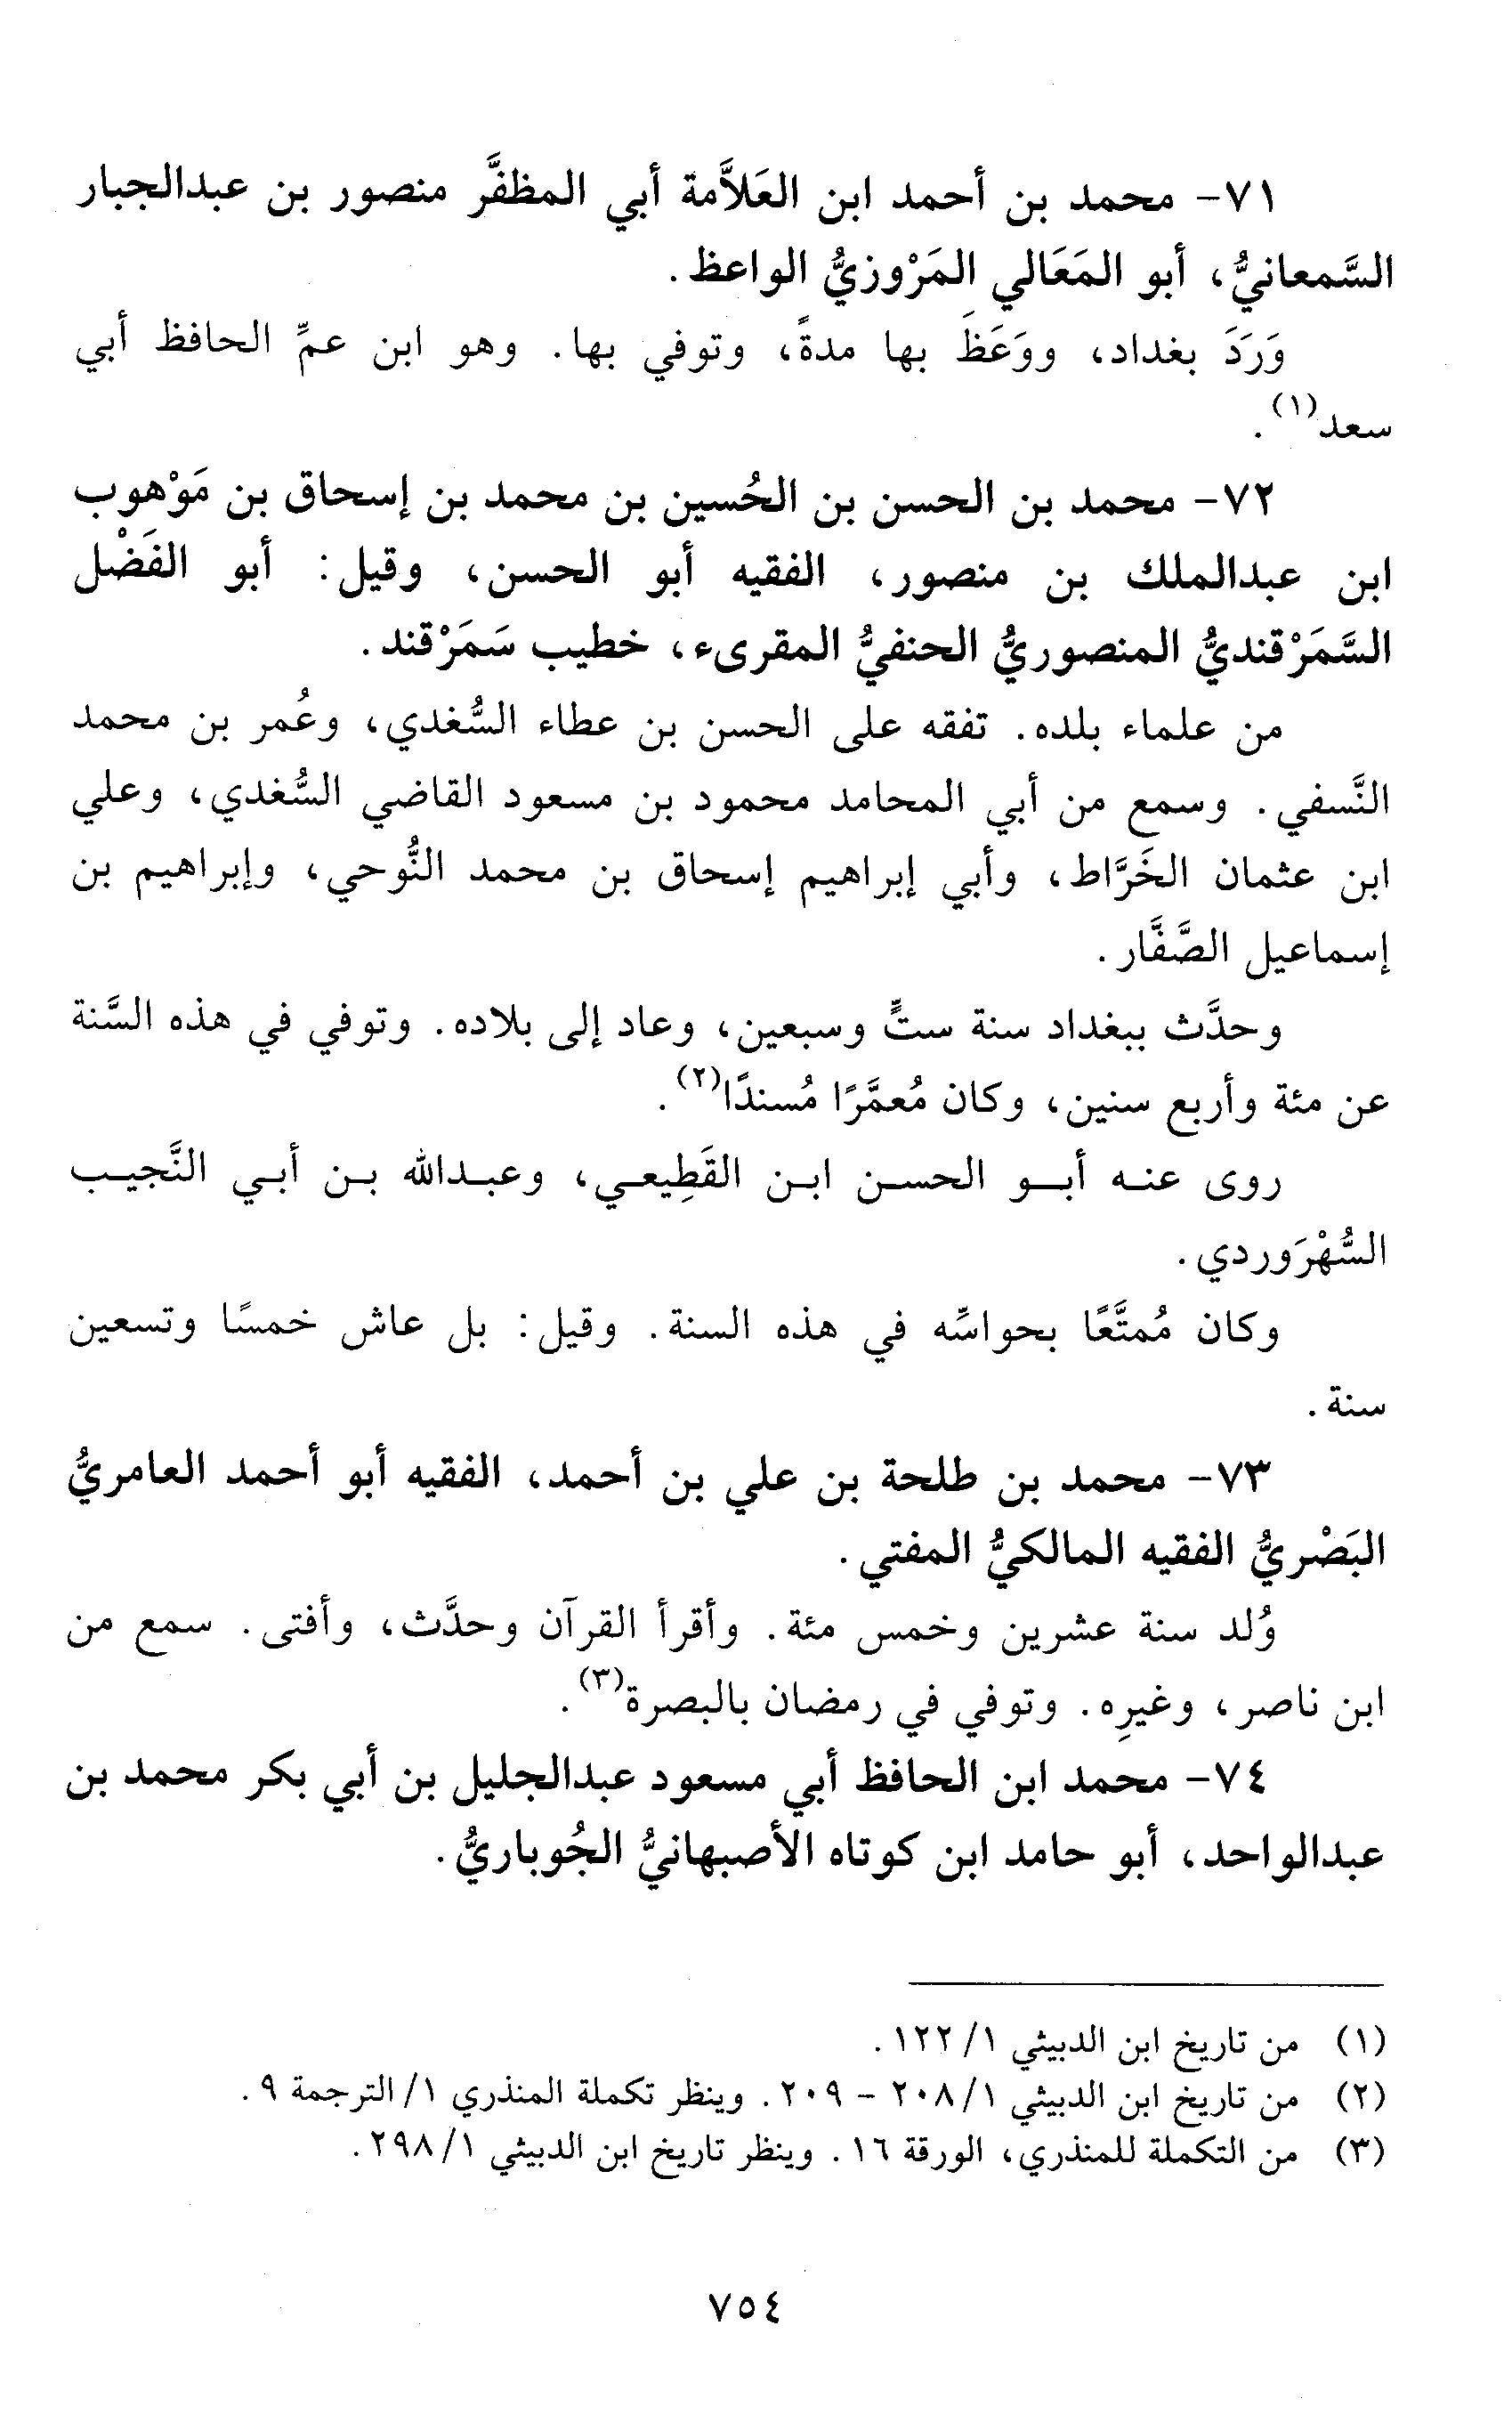 ٧١- محمد بن أحمد ابن العَلاَّمة أبي المظفَّر منصور بن عبدالجبار
السَّمعانيُّ، أبو المَعَالي المَرْوزيُّ الواعظ.
وَرَدَ بغداد، ووَعَظَ بها مدةً، وتوفي بها. وهو ابن عمِّ الحافظ أبي
سعد(١).
٧٢- محمد بن الحسن بن الحُسين بن محمد بن إسحاق بن مَوْهوب
ابن عبدالملك بن منصور، الفقيه أبو الحسن، وقيل: أبو الفَضْل
السَّمَرْقنديُّ المنصوريُّ الحنفيُّ المقرىء، خطيب سَمَرْقند.
من علماء بلده. تفقه على الحسن بن عطاء السُّغدي، وعُمر بن محمد
النَّسفي. وسمع من أبي المحامد محمود بن مسعود القاضي السُّغدي، وعلي
ابن عثمان الخَرَّاط، وأبي إبراهيم إسحاق بن محمد النُّوحي، وإبراهيم بن
إسماعيل الصَّفَّار.
وحدَّث ببغداد سنة ستٍّ وسبعين، وعاد إلى بلاده. وتوفي في هذه السَّنة
عن مئة وأربع سنين، وكان مُعمَّرًا مُسندًا(٢).
روى عنه أبو الحسن ابن القَطِيعي، وعبدالله بن أبي النَّجيب
السُّهْرَوردي.
وكان مُمتَّعًا بحواسِّه في هذه السنة. وقيل: بل عاش خمسًا وتسعين
سنة.
٧٣- محمد بن طلحة بن علي بن أحمد، الفقيه أبو أحمد العامريُّ
البَصْريُّ الفقيه المالكيُّ المفتي.
وُلد سنة عشرين وخمس مئة. وأقرأ القرآن وحدَّث، وأفتى. سمع من
ابن ناصر، وغيرِه. وتوفي في رمضان بالبصرة(٣).
٧٤- محمد ابن الحافظ أبي مسعود عبدالجليل بن أبي بكر محمد بن
عبدالواحد، أبو حامد ابن كوتاه الأصبهانيُّ الجُوباريُّ.
(١) من تاريخ ابن الدبيثي ١/ ١٢٢.
(٢) من تاريخ ابن الدبيثي ١/ ٢٠٨ - ٢٠٩. وينظر تكملة المنذري ١/ الترجمة ٩.
(٣) من التكملة للمنذري، الورقة ١٦. وينظر تاريخ ابن الدبيثي ١/ ٢٩٨.
٧٥٤